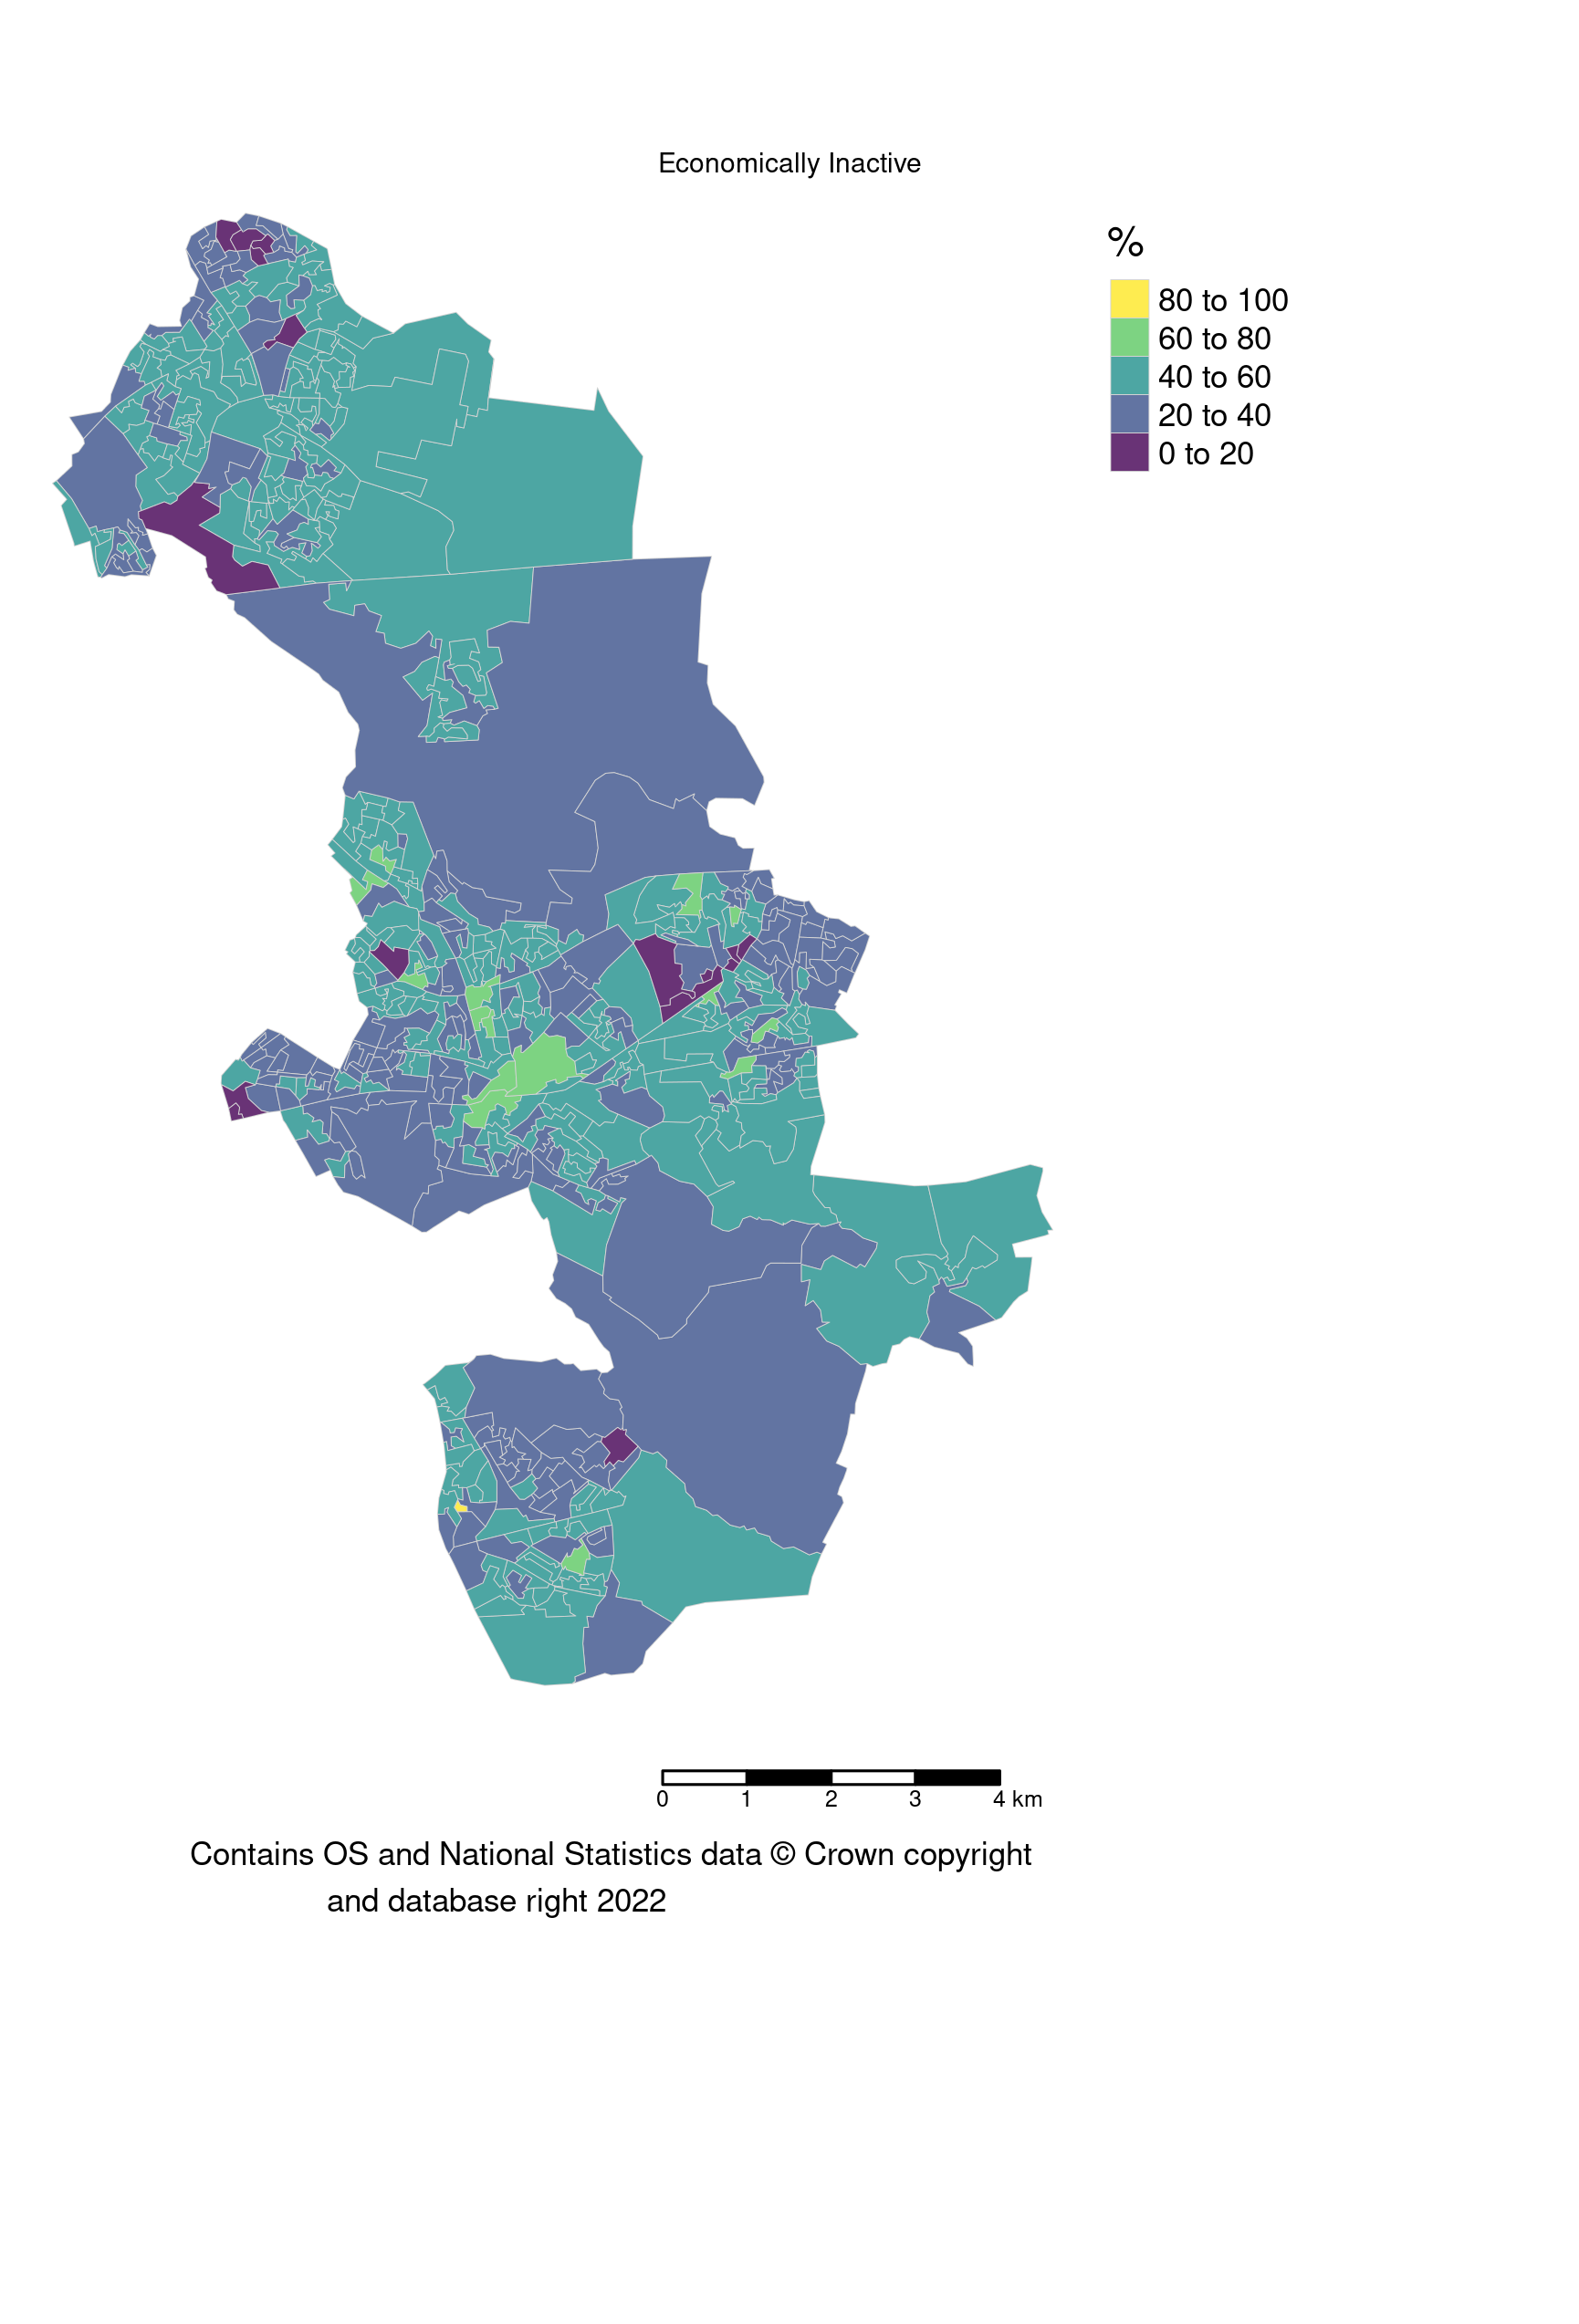 Economically Inactive
%
80 to 100
60 to 80
40 to 60
20 to 40
0 to 20
0 1 2 3 4 km
Contains OS and National Statistics data © Crown copyright
and database right 2022